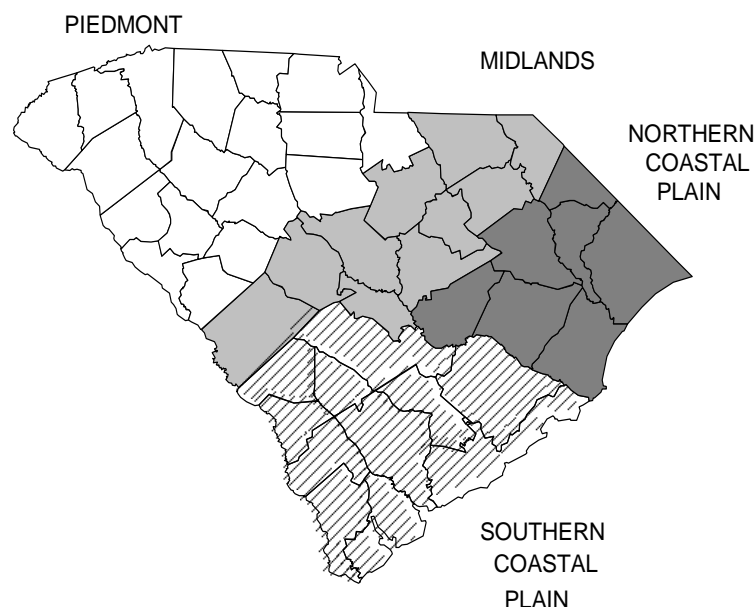 PIEDMONT
MIDLANDS
NORTHERN
COASTAL
PLAIN
SOUTHERN
COASTAL
PLAIN